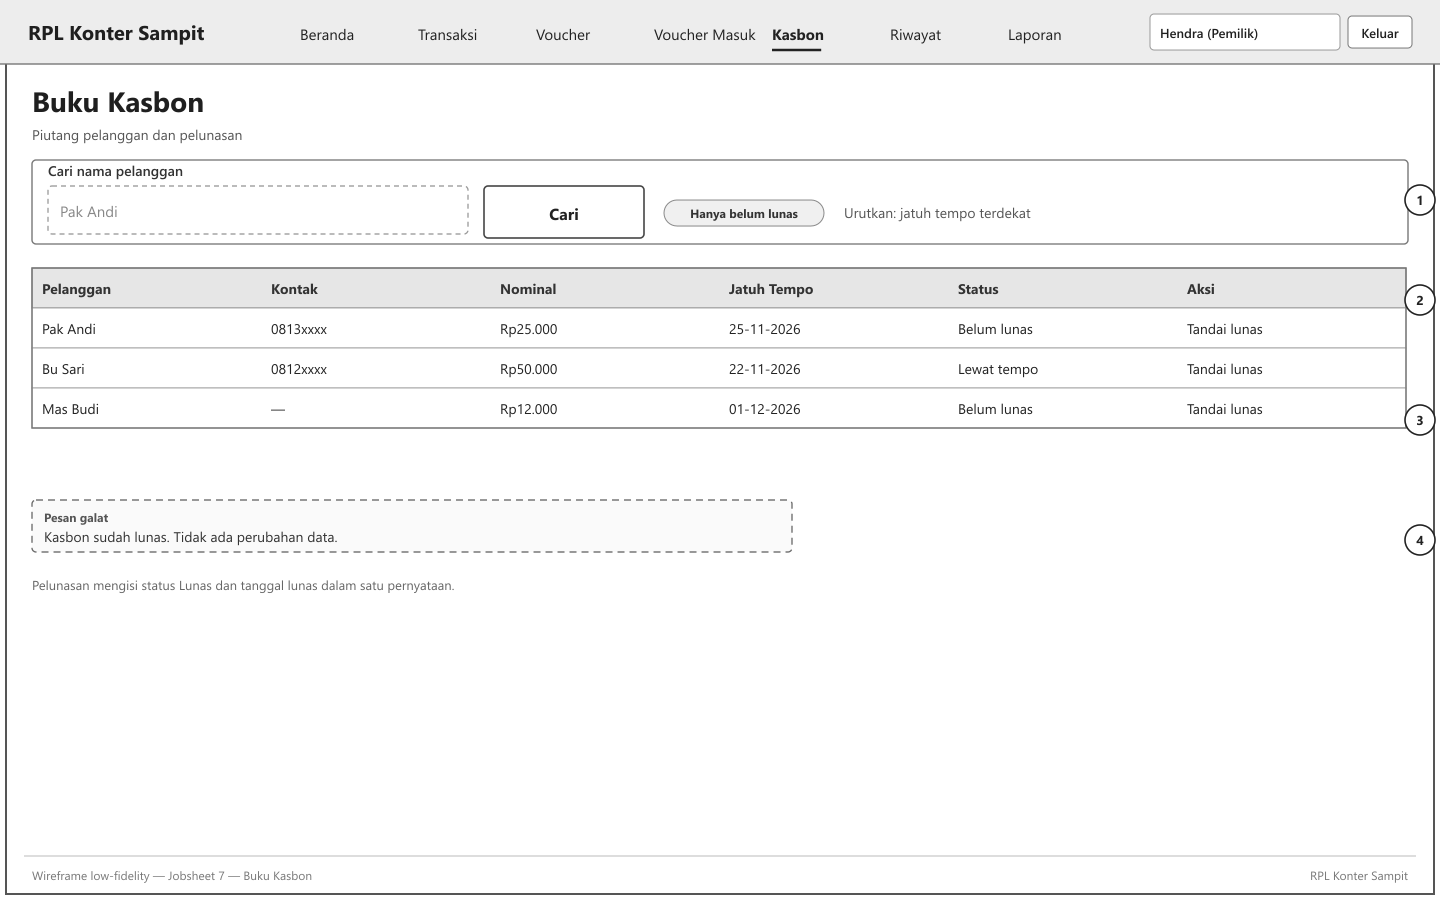 RPL Konter Sampit Beranda Transaksi Voucher Voucher Masuk Kasbon Riwayat Laporan Hendra (Pemilik) Keluar
Buku Kasbon
Piutang pelanggan dan pelunasan
Cari nama pelanggan
Pak Andi Cari Hanya belum lunas Urutkan: jatuh tempo terdekat
1
Pelanggan Kontak Nominal Jatuh Tempo Status Aksi
2
Pak Andi 0813xxxx Rp25.000 25-11-2026 Belum lunas Tandai lunas
Bu Sari 0812xxxx Rp50.000 22-11-2026 Lewat tempo Tandai lunas
Mas Budi — Rp12.000 01-12-2026 Belum lunas Tandai lunas
3
Pesan galat
Kasbon sudah lunas. Tidak ada perubahan data.
4
Pelunasan mengisi status Lunas dan tanggal lunas dalam satu pernyataan.
Wireframe low-fidelity — Jobsheet 7 — Buku Kasbon RPL Konter Sampit